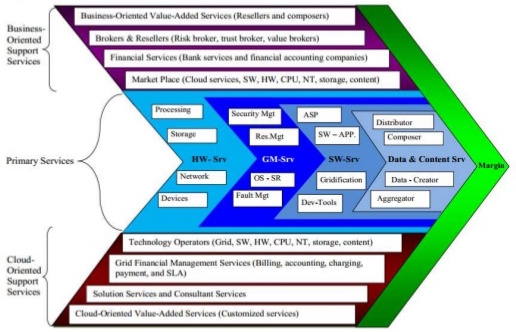 Business-Oriented Value-Added Services (Resellers and composers)
Business-
Oriented
Support
Services
Brokers & Resellers (Risk broker, trust broker, value brokers)
Financial Services (Bank services and financial accounting companies)
Market Place (Cloud services, SW, HW, CPU, NT, storage, content)
Primary Services
Processing
Storage
HW- Srv
Network
Devices
Security Mgt
Res.Mgt
GM-Srv
OS - SR
Fault Mgt
ASP
SW – APP.
SW-Srv
Gridification
Dev-Tools
Distributor
Composer
Data & Content Srv
Data - Creator
Aggregator
Margin
Cloud-
Oriented
Support
Services
Technology Operators (Grid, SW, HW, CPU, NT, storage, content)
Grid Financial Management Services (Billing, accounting, charging,
payment, and SLA)
Solution Services and Consultant Services
Cloud-Oriented Value-Added Services (Customized services)